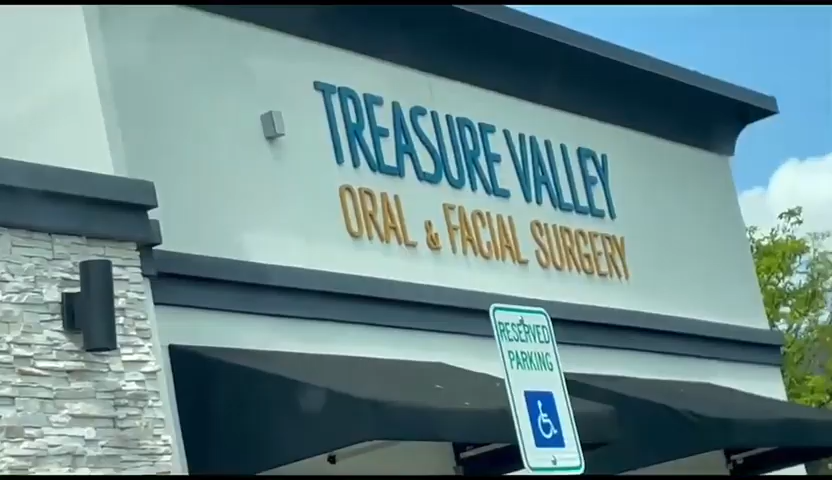 TREASURE VALLEY
ORAL & FACIAL SURGERY
RESERVED
PARKING